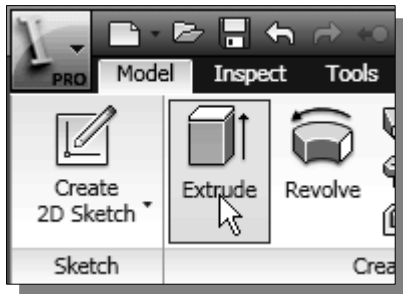 PRO
Model Inspect Tools
Create
2D Sketch
Extrude
Revolve
Sketch